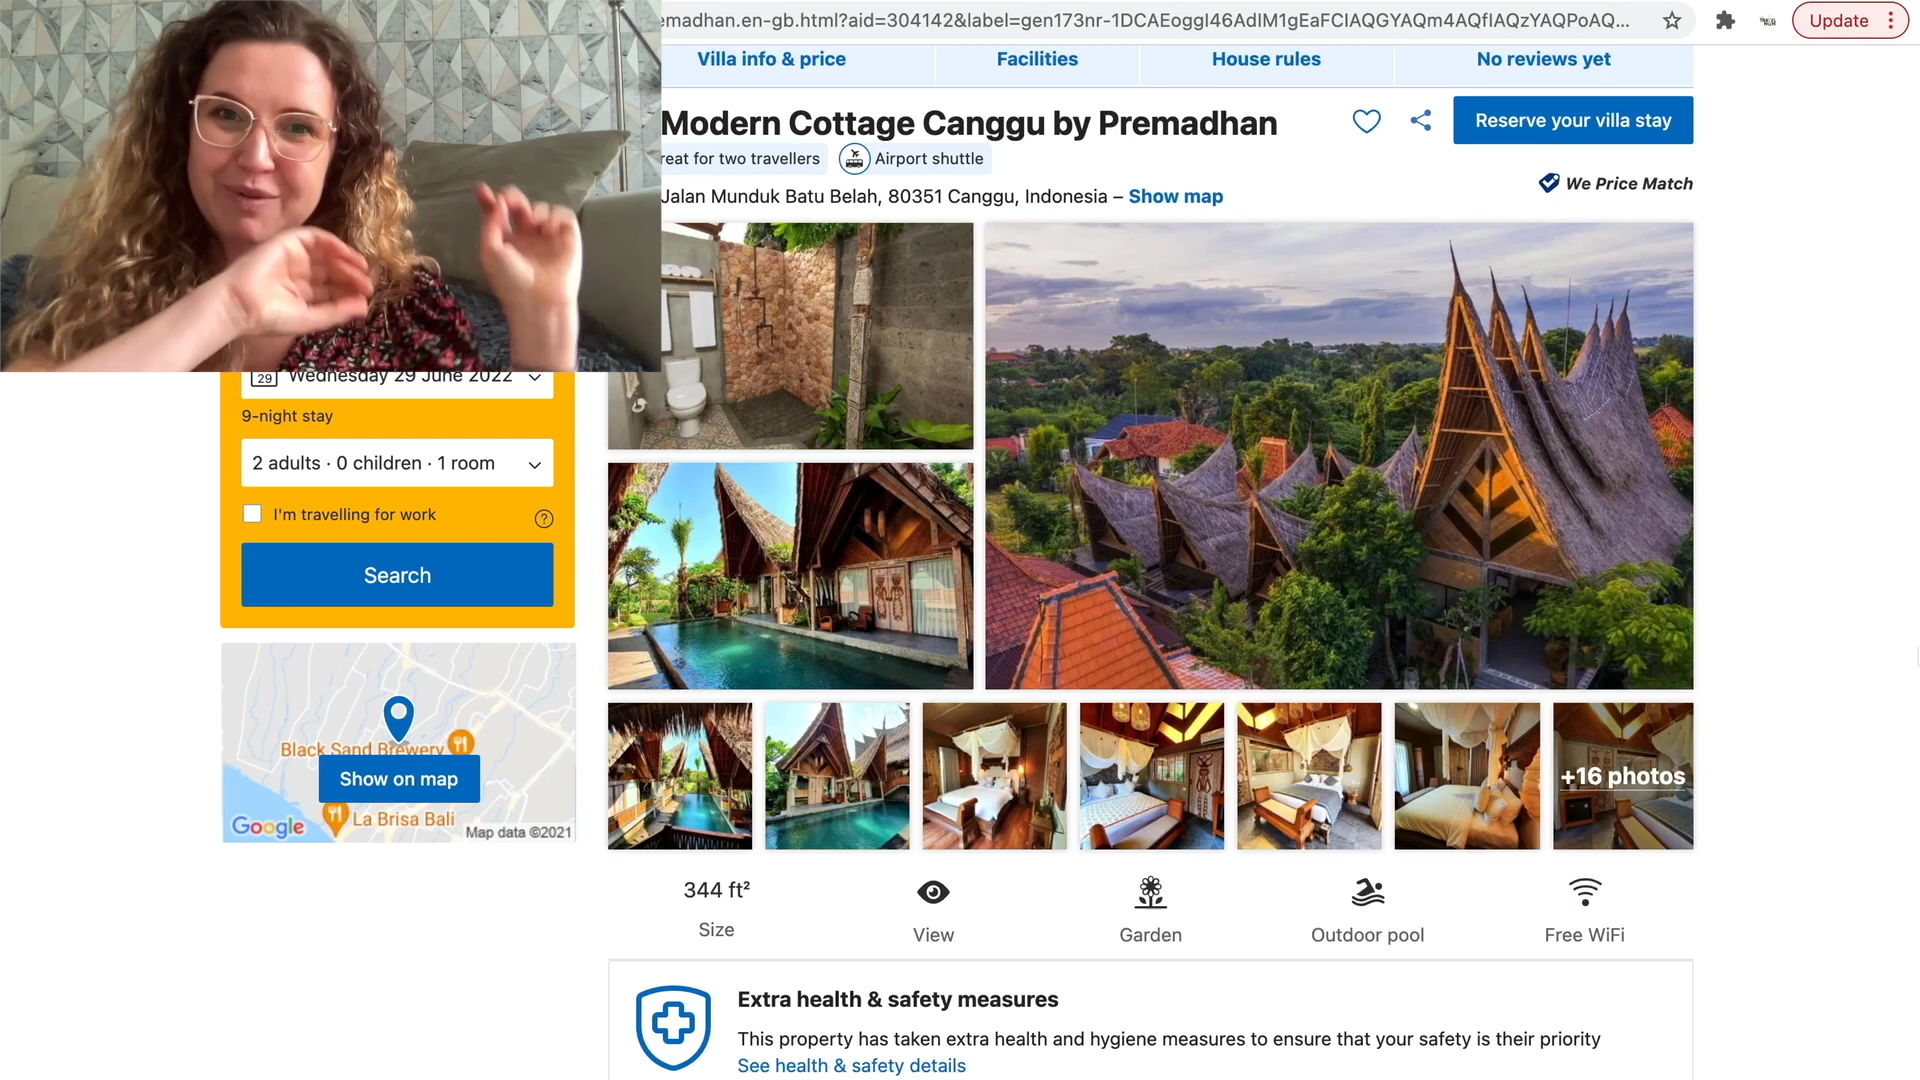 emadhan.en-gb.html?aid=304142&label=gen173nr-1DCAEoggI46AdIM1gEaFCIAQGYAQm4AQfIAQzYAQPoAQ...
Update
Villa info & price
Facilities
House rules
No reviews yet
Modern Cottage Canggu by Premadhan
Reserve your villa stay
reat for two travellers
Airport shuttle
We Price Match
Jalan Munduk Batu Belah, 80351 Canggu, Indonesia – Show map
29
Wednesday 29 June 2022
9-night stay
2 adults · 0 children · 1 room
I'm travelling for work
?
Search
Black Sand Brewery
Show on map
La Brisa Bali
Google
Map data ©2021
+16 photos
344 ft²
Size
View
Garden
Outdoor pool
Free WiFi
Extra health & safety measures
This property has taken extra health and hygiene measures to ensure that your safety is their priority
See health & safety details